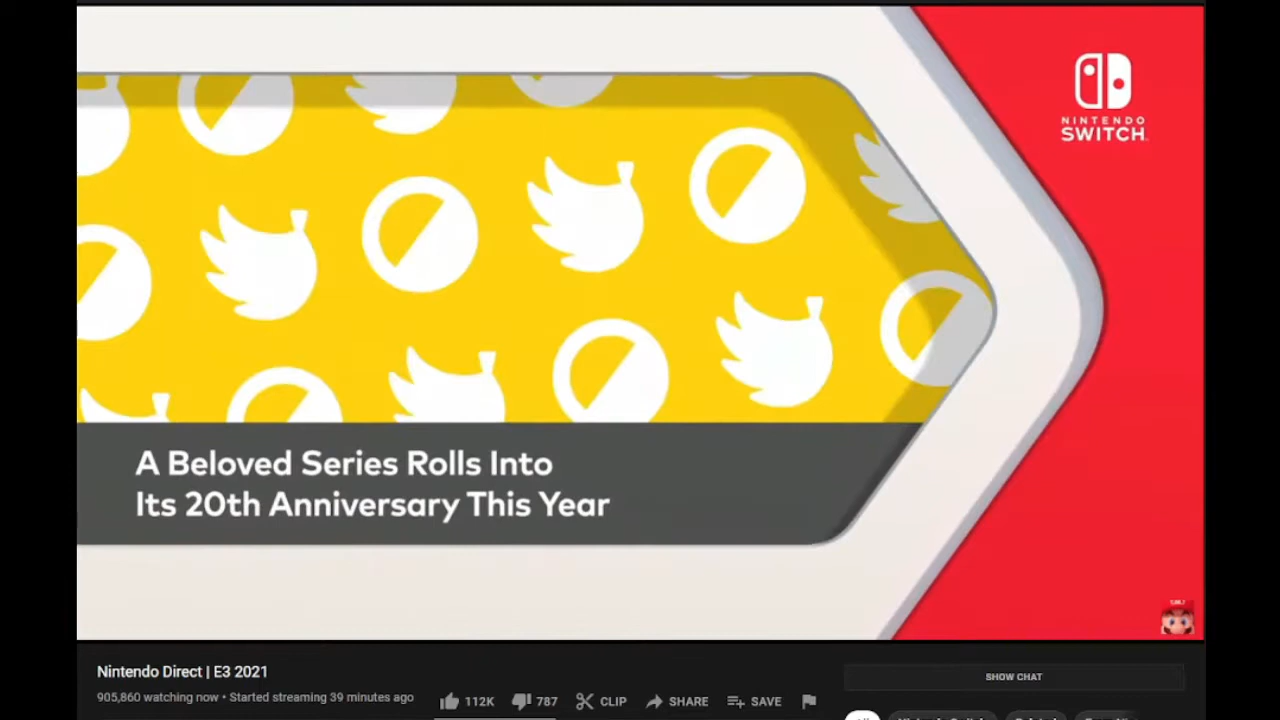 NINTENDO
SWITCH
A Beloved Series Rolls Into
Its 20th Anniversary This Year
Nintendo Direct | E3 2021
905,860 watching now • Started streaming 39 minutes ago
112K
787
CLIP
SHARE
SAVE
SHOW CHAT